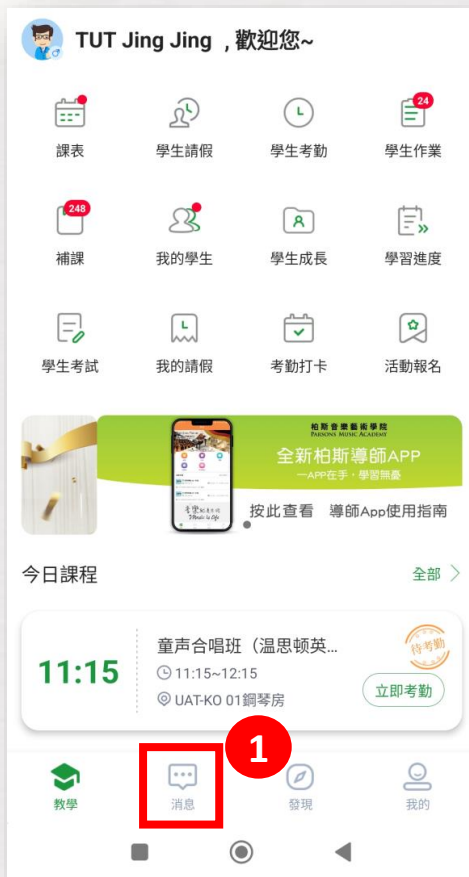 TUT Jing Jing , 歡迎您~
課表
學生請假
學生考勤
24
學生作業
248
補課
我的學生
學生成長
學習進度
學生考試
我的請假
考勤打卡
活動報名
柏斯音樂藝術學院
PARSONS MUSIC ACADEMY
全新柏斯導師APP
一APP在手，學習無憂
按此查看 導師App使用指南
今日課程
全部
11:15
童声合唱班（温思顿英...
11:15~12:15
UAT-KO 01鋼琴房
待考勤
立即考勤
1
教學
消息
發現
我的